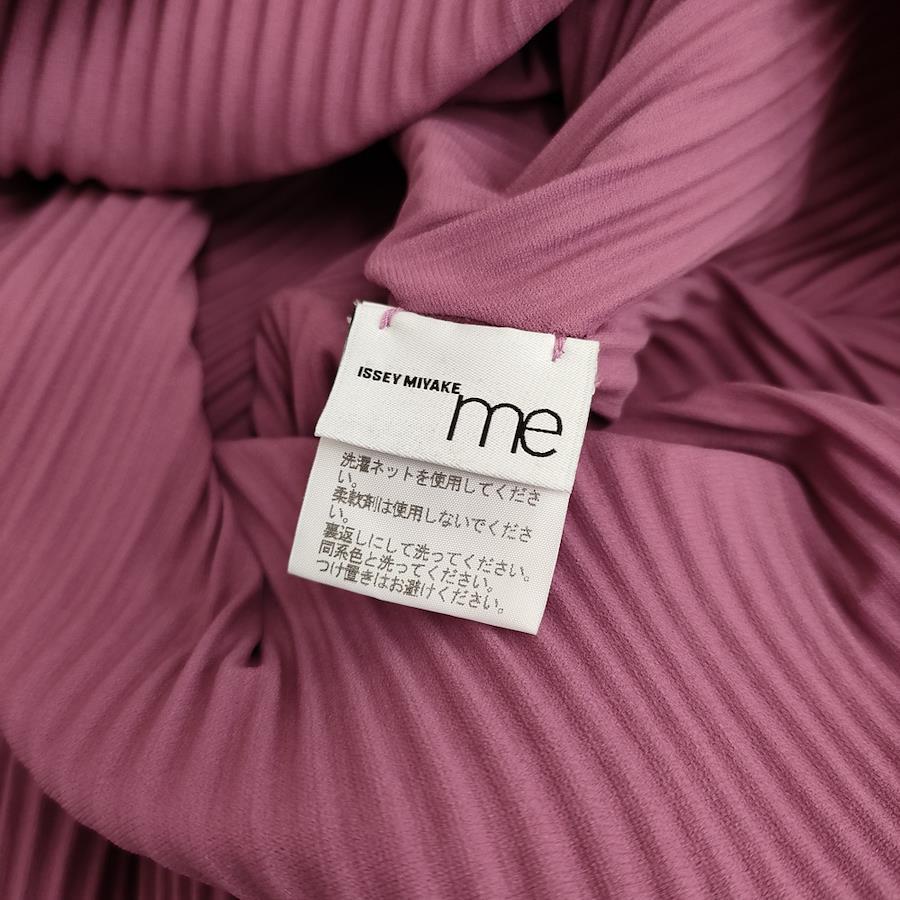 ISSEY MIYAKE
me
洗濯ネットを使用してくださ
い。
柔軟剤は使用しないでくださ
い。
裏返しにして洗ってください。
同系色と洗ってください。
つけ置きはお避けください。